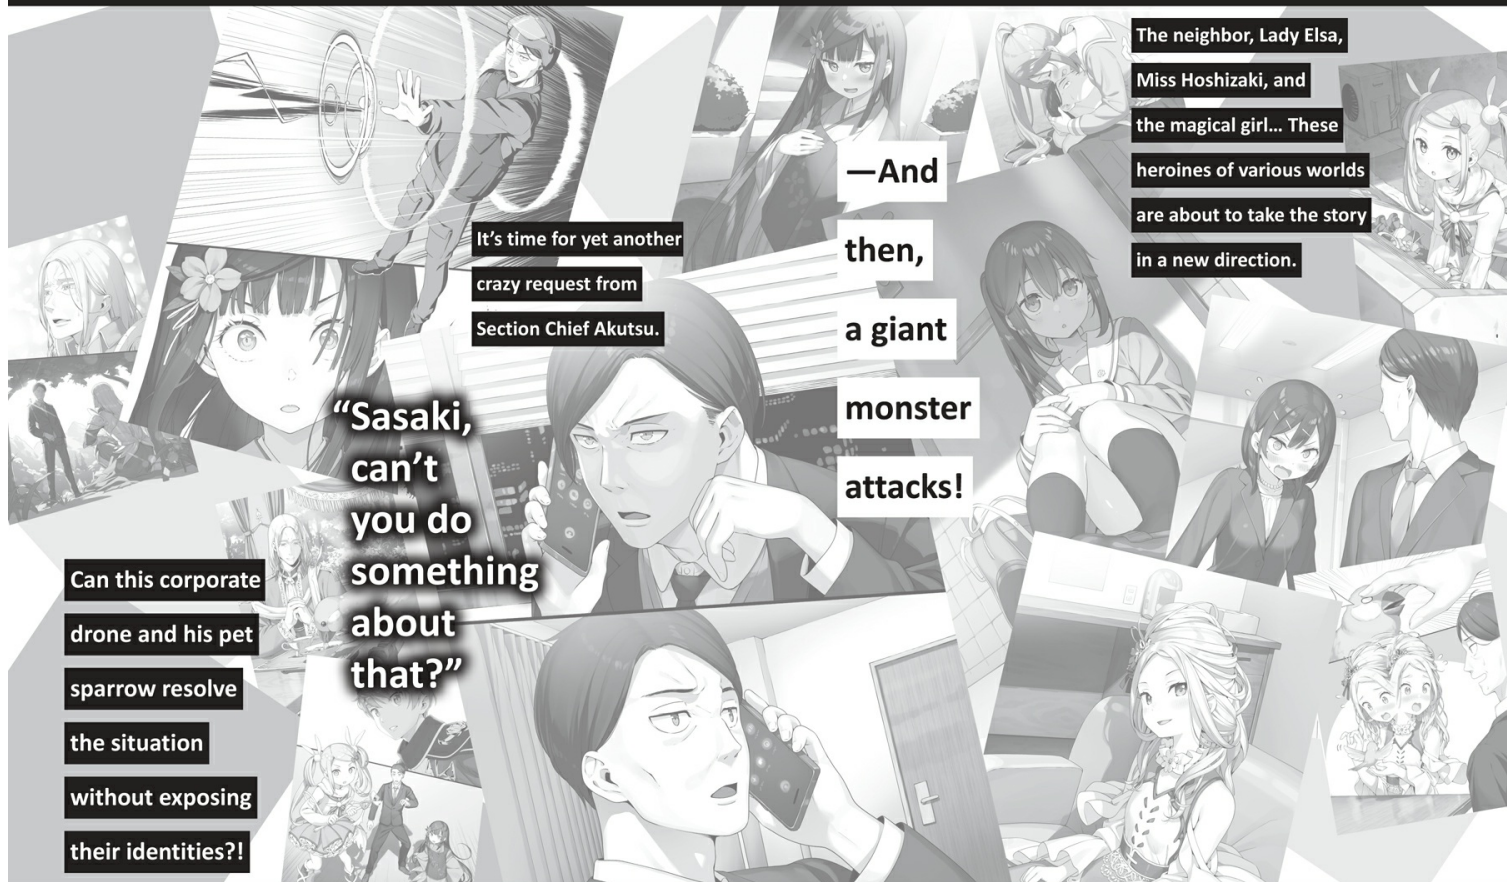 The neighbor, Lady Elsa,
Miss Hoshizaki, and
the magical girl… These
heroines of various worlds
are about to take the story
in a new direction.
—And
then,
a giant
monster
attacks!
It’s time for yet another
crazy request from
Section Chief Akutsu.
“Sasaki,
can’t
you do
something
about
that?”
Can this corporate
drone and his pet
sparrow resolve
the situation
without exposing
their identities?!